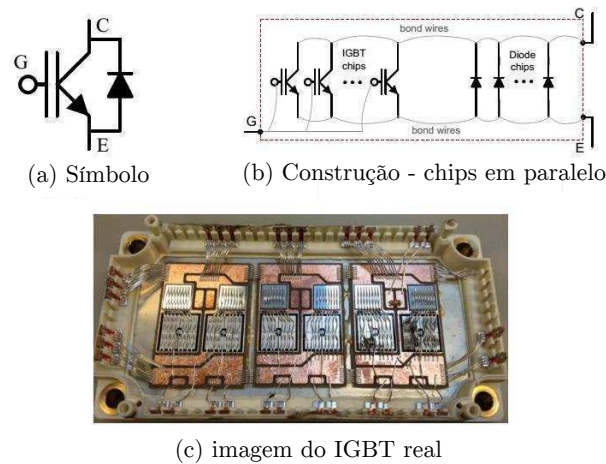 C
G
E
(a) Símbolo
C
bond wires
IGBT
chips
Diode
chips
G
bond wires
E
(b) Construção - chips em paralelo
(c) imagem do IGBT real